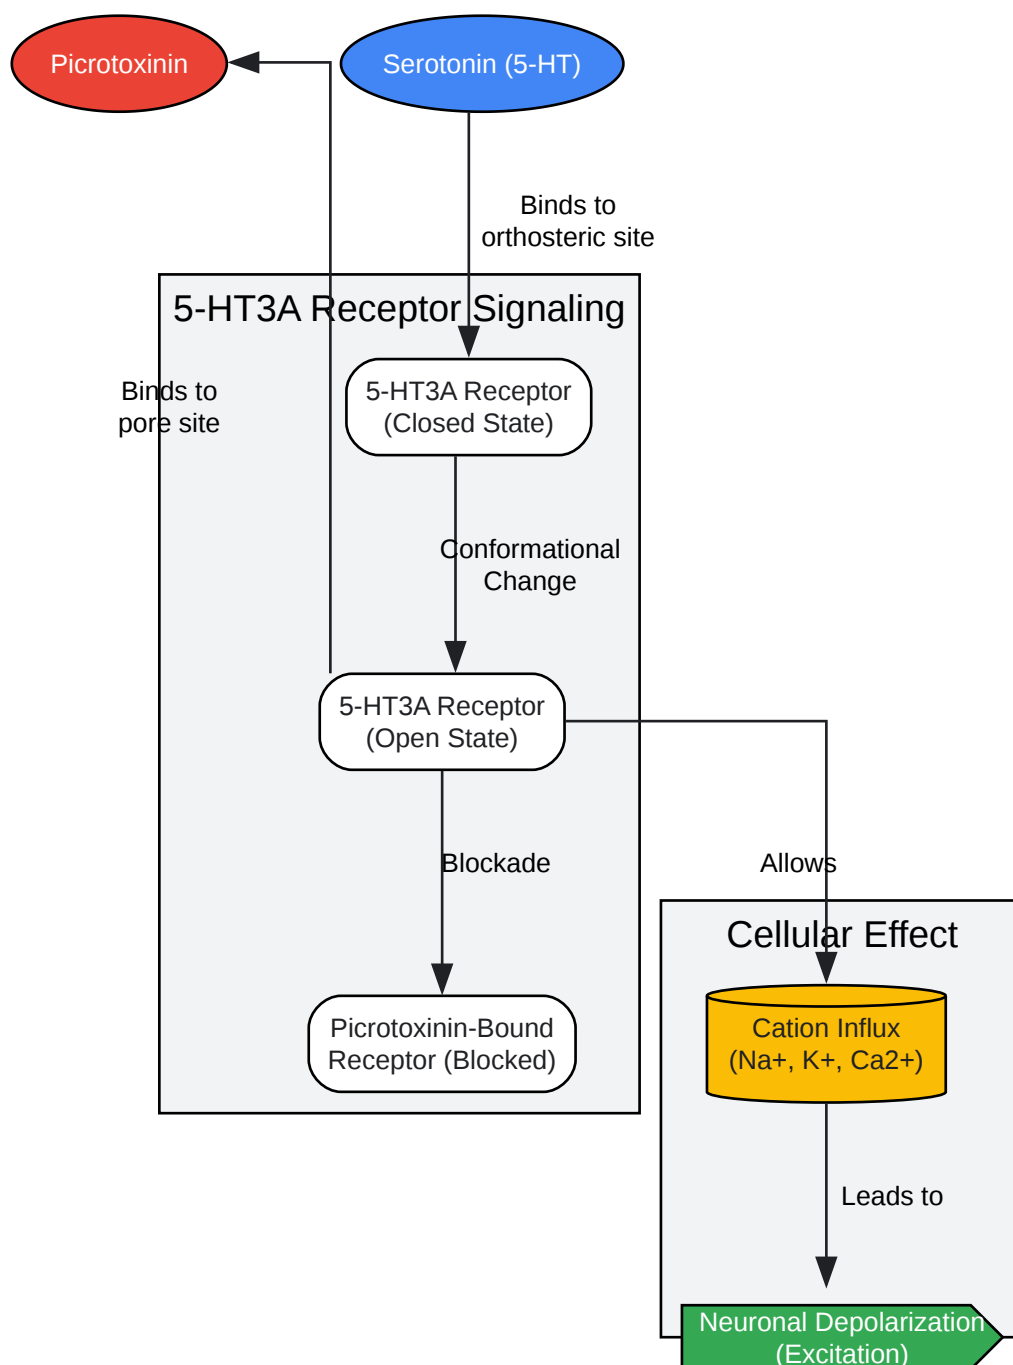 Picrotoxinin
Serotonin (5-HT)
Binds to
orthosteric site
5-HT3A Receptor Signaling
5-HT3A Receptor
(Closed State)
Binds to
pore site
Conformational
Change
5-HT3A Receptor
(Open State)
Blockade
Allows
Picrotoxinin-Bound
Receptor (Blocked)
Cellular Effect
Cation Influx
(Na+, K+, Ca2+)
Leads to
Neuronal Depolarization
(Excitation)